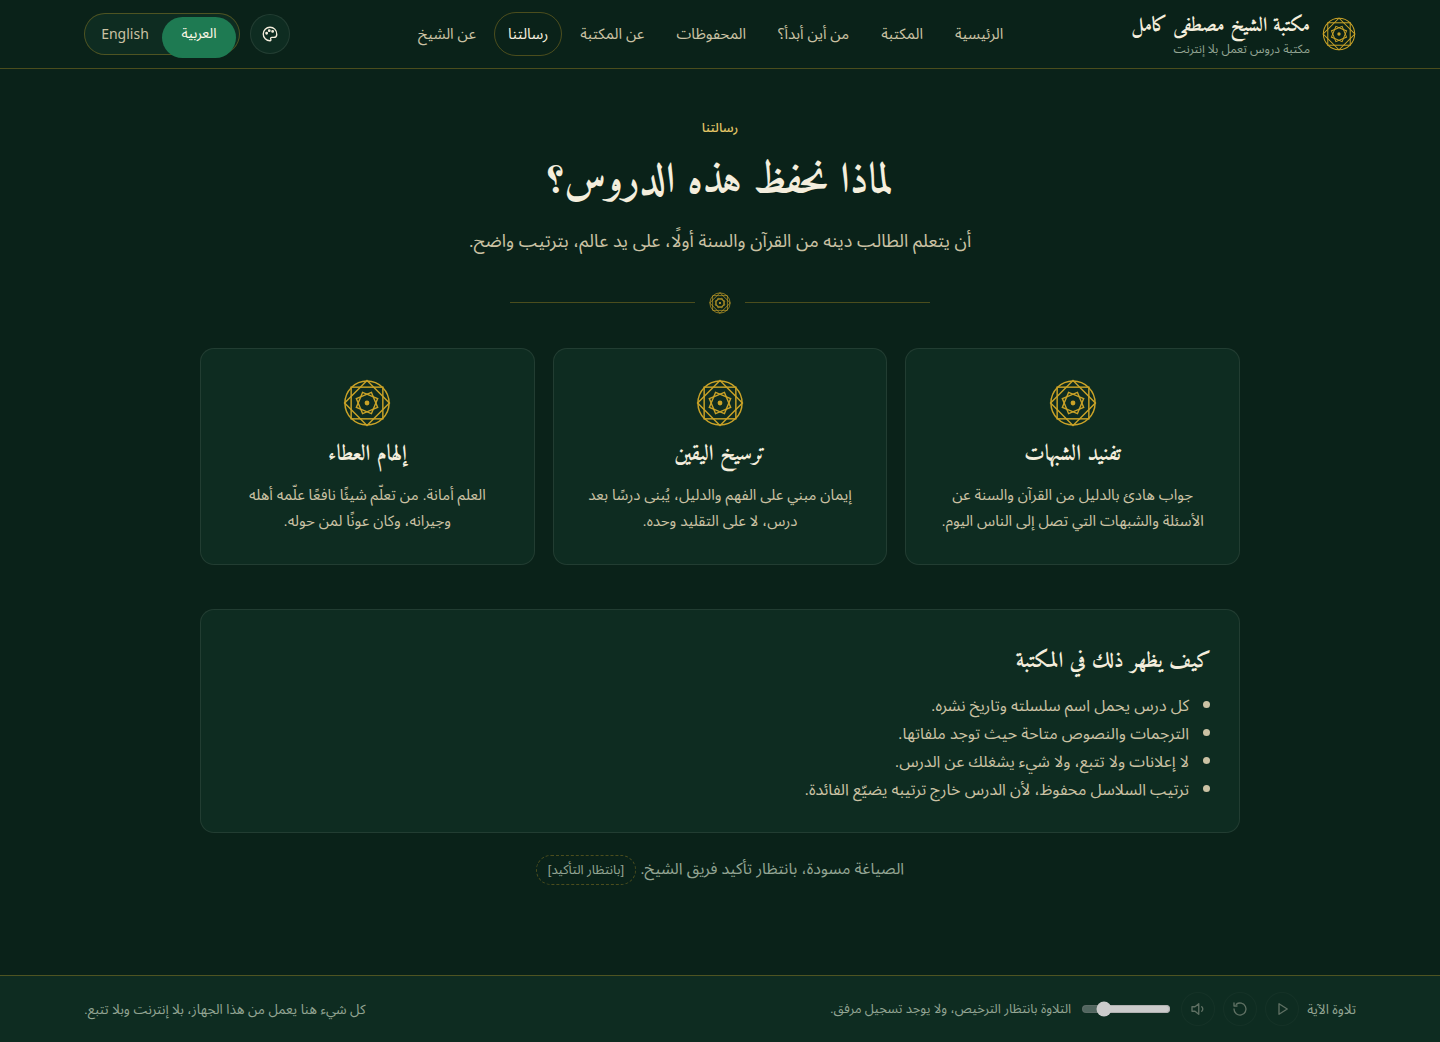 مكتبة الشيخ مصطفى كامل
مكتبة دروس تعمل بلا إنترنت
الرئيسية
المكتبة
من أين أبدأ؟
المحفوظات
عن المكتبة
رسالتنا
عن الشيخ
العربية
English
رسالتنا
لماذا نحفظ هذه الدروس؟
أن يتعلم الطالب دينه من القرآن والسنة أولًا، على يد عالم، بترتيب واضح.
تفنيد الشبهات
جواب هادئ بالدليل من القرآن والسنة عن
الأسئلة والشبهات التي تصل إلى الناس اليوم.
ترسيخ اليقين
إيمان مبني على الفهم والدليل، يُبنى درسًا بعد
درس، لا على التقليد وحده.
إلهام العطاء
العلم أمانة. من تعلّم شيئًا نافعًا علّمه أهله
وجيرانه، وكان عونًا لمن حوله.
كيف يظهر ذلك في المكتبة
كل درس يحمل اسم سلسلته وتاريخ نشره.
الترجمات والنصوص متاحة حيث توجد ملفاتها.
لا إعلانات ولا تتبع، ولا شيء يشغلك عن الدرس.
ترتيب السلاسل محفوظ، لأن الدرس خارج ترتيبه يضيّع الفائدة.
الصياغة مسودة، بانتظار تأكيد فريق الشيخ. [بانتظار التأكيد]
تلاوة الآية
التلاوة بانتظار الترخيص، ولا يوجد تسجيل مرفق.
كل شيء هنا يعمل من هذا الجهاز، بلا إنترنت وبلا تتبع.